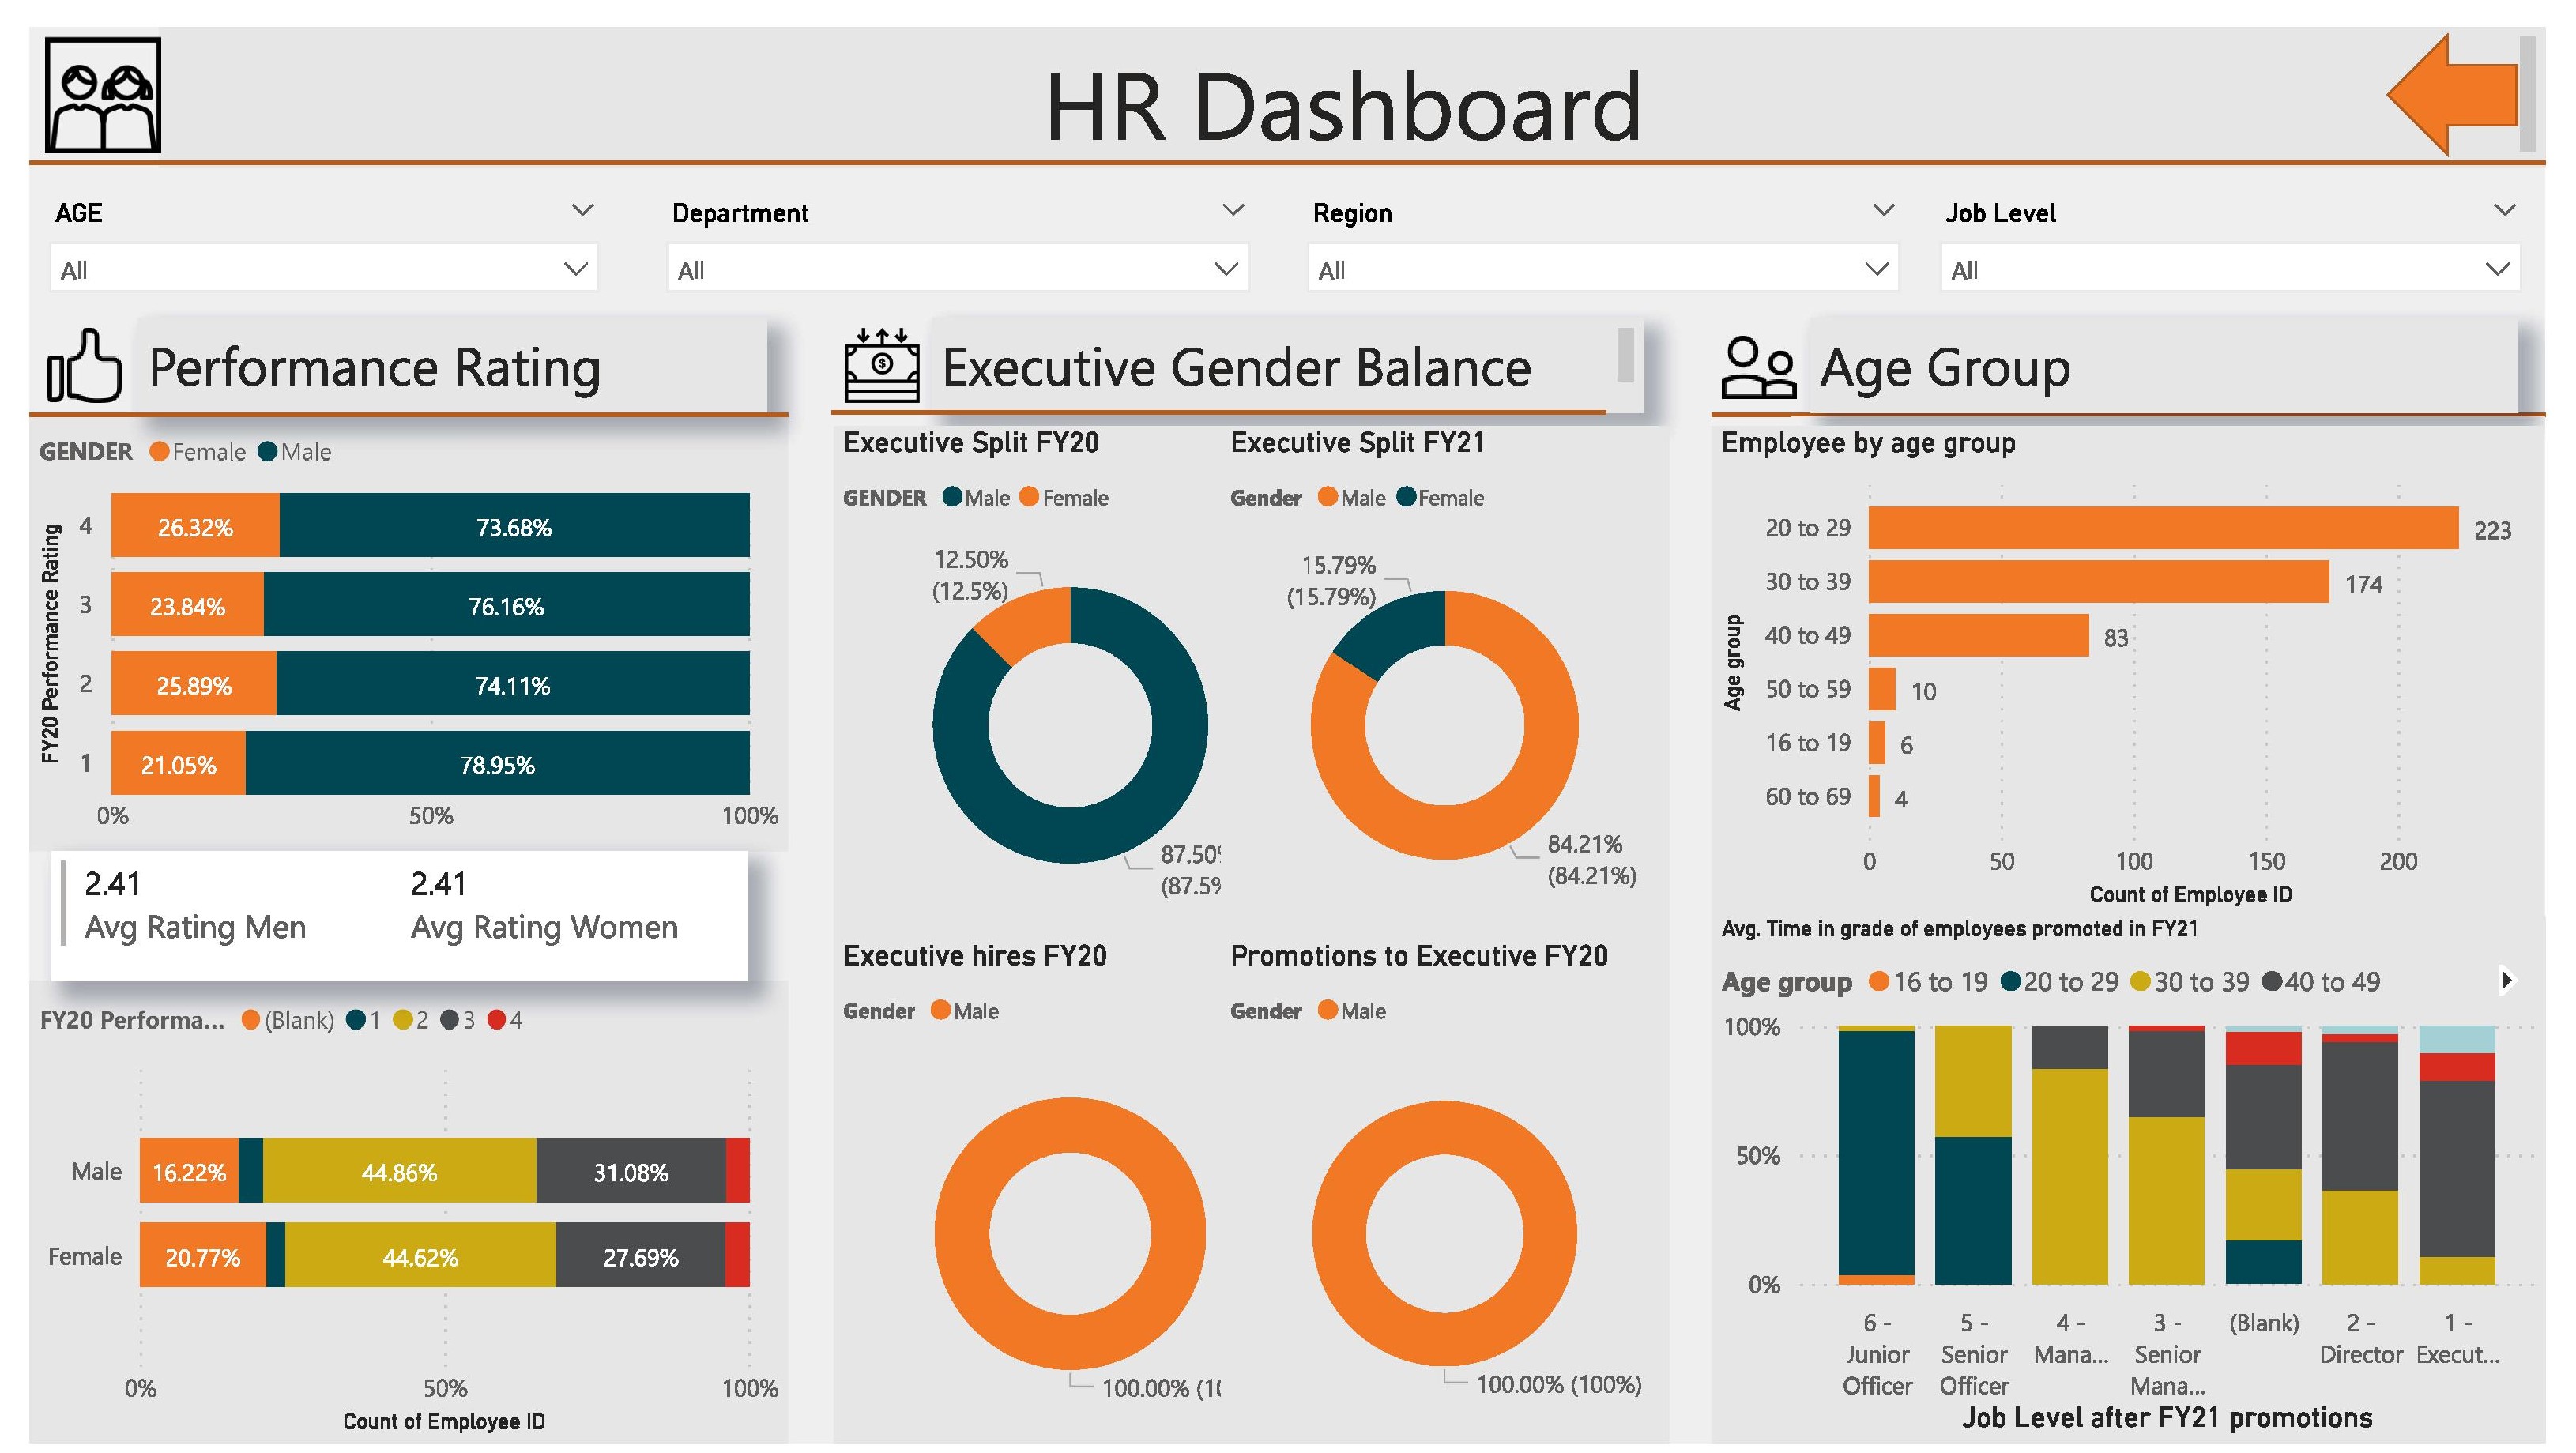 HR Dashboard
AGE
Department
Region
Job Level
All
All
All
All
Performance Rating
Executive Gender Balance
Age Group
GENDER Female Male
FY20 Performance Rating
4
26.32%
73.68%
3
23.84%
76.16%
2
25.89%
74.11%
1
21.05%
78.95%
0%
50%
100%
2.41
Avg Rating Men
2.41
Avg Rating Women
FY20 Performa... (Blank) 1 2 3 4
Male
16.22%
44.86%
31.08%
Female
20.77%
44.62%
27.69%
0%
50%
100%
Count of Employee ID
Executive Split FY20
GENDER Male Female
12.50%
(12.5%)
87.50%
(87.5%
Executive Split FY21
Gender Male Female
15.79%
(15.79%)
84.21%
(84.21%)
Executive hires FY20
Gender Male
100.00% (1
Promotions to Executive FY20
Gender Male
100.00% (100%)
Employee by age group
Age group
20 to 29
223
30 to 39
174
40 to 49
83
50 to 59
10
16 to 19
6
60 to 69
4
0
50
100
150
200
Count of Employee ID
Avg. Time in grade of employees promoted in FY21
Age group 16 to 19 20 to 29 30 to 39 40 to 49
100%
50%
0%
6 -
Junior
Officer
5 -
Senior
Officer
4 -
Mana...
3 -
Senior
Mana...
(Blank)
2 -
Director
1 -
Execut...
Job Level after FY21 promotions